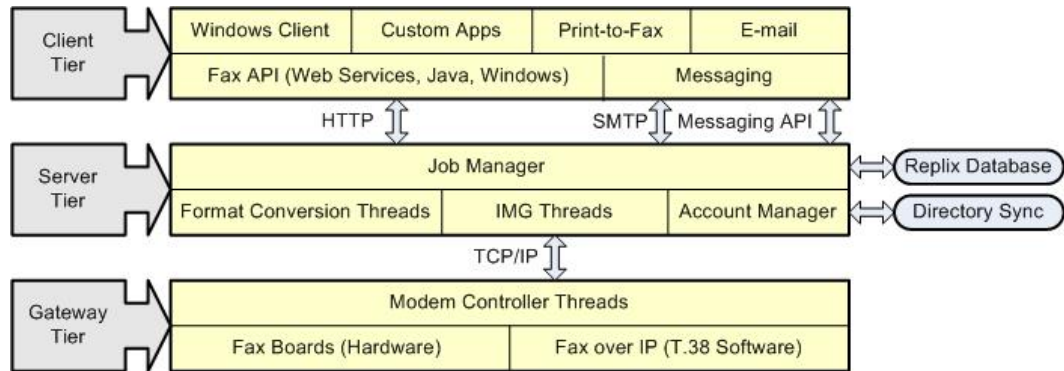 Client
Tier
Windows Client
Custom Apps
Print-to-Fax
E-mail
Fax API (Web Services, Java, Windows)
Messaging
HTTP
SMTP
Messaging API
Server
Tier
Job Manager
Replix Database
Format Conversion Threads
IMG Threads
Account Manager
Directory Sync
TCP/IP
Gateway
Tier
Modem Controller Threads
Fax Boards (Hardware)
Fax over IP (T.38 Software)